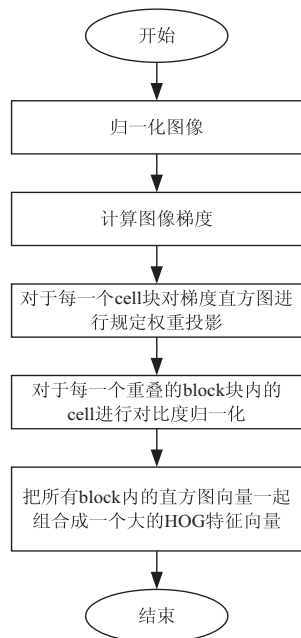 开始
归一化图像
计算图像梯度
对于每一个cell块对梯度直方图进
行规定权重投影
对于每一个重叠的block块内的
cell进行对比度归一化
把所有block内的直方图向量一起
组合成一个大的HOG特征向量
结束